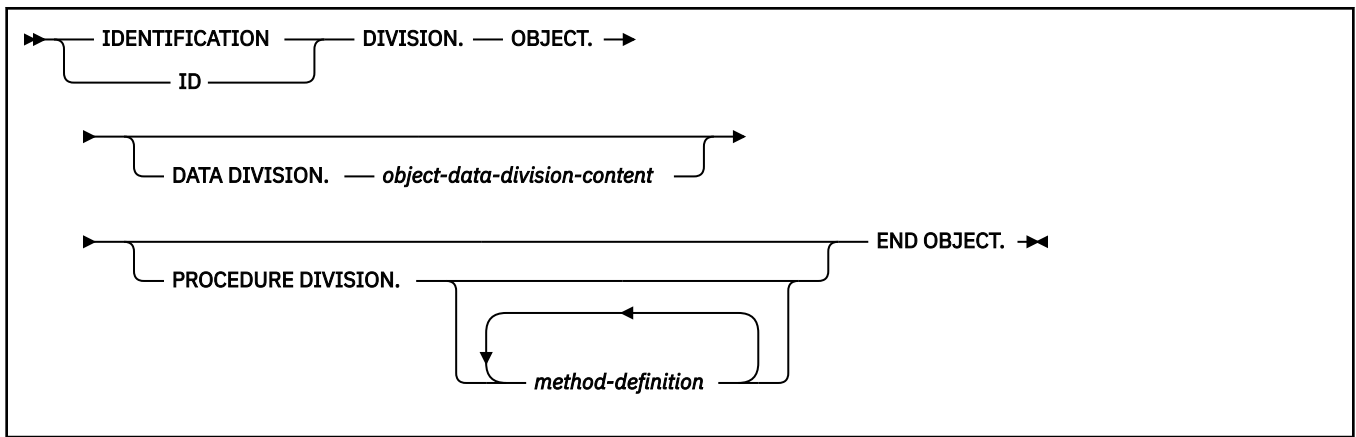 IDENTIFICATION DIVISION. OBJECT.
ID
DATA DIVISION. object-data-division-content
END OBJECT.
PROCEDURE DIVISION.
method-definition